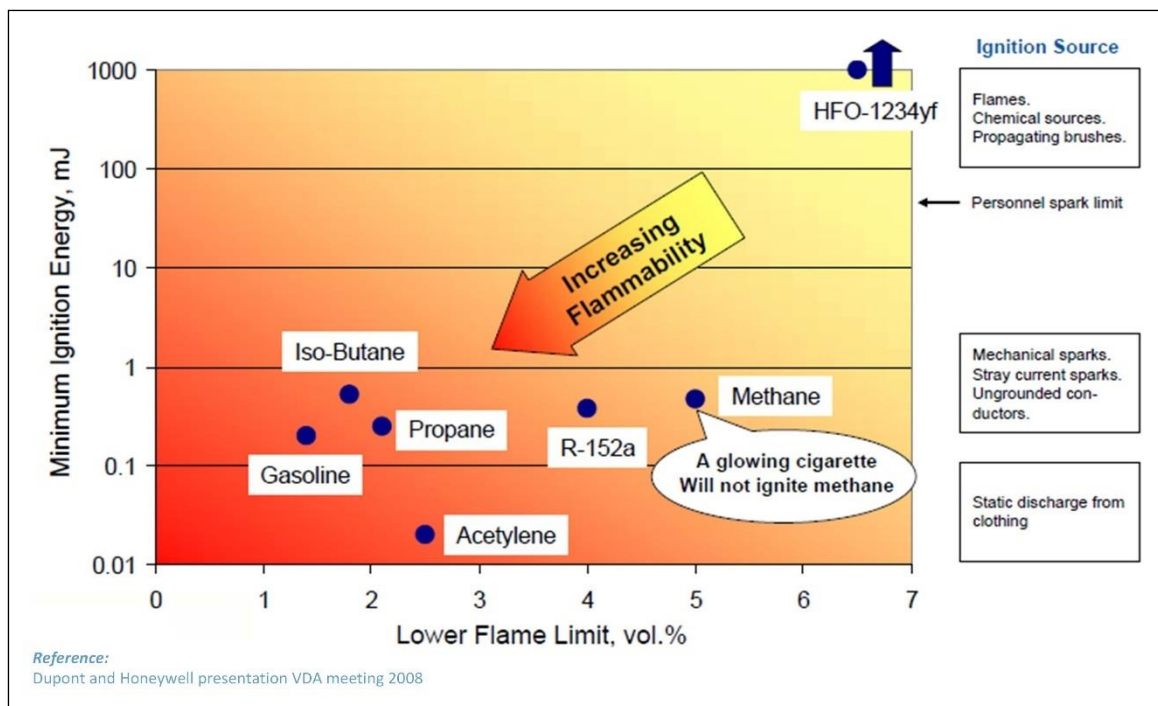 Ignition Source
1000
100
10
1
0.1
0.01
Minimum Ignition Energy, mJ
HFO-1234yf
Increasing
Flammability
Iso-Butane
Propane
Gasoline
Acetylene
R-152a
Methane
A glowing cigarette
Will not ignite methane
0 1 2 3 4 5 6 7
Lower Flame Limit, vol.%
Flames.
Chemical sources.
Propagating brushes.
Personnel spark limit
Mechanical sparks.
Stray current sparks.
Ungrounded con-
ductors.
Static discharge from
clothing
Reference:
Dupont and Honeywell presentation VDA meeting 2008